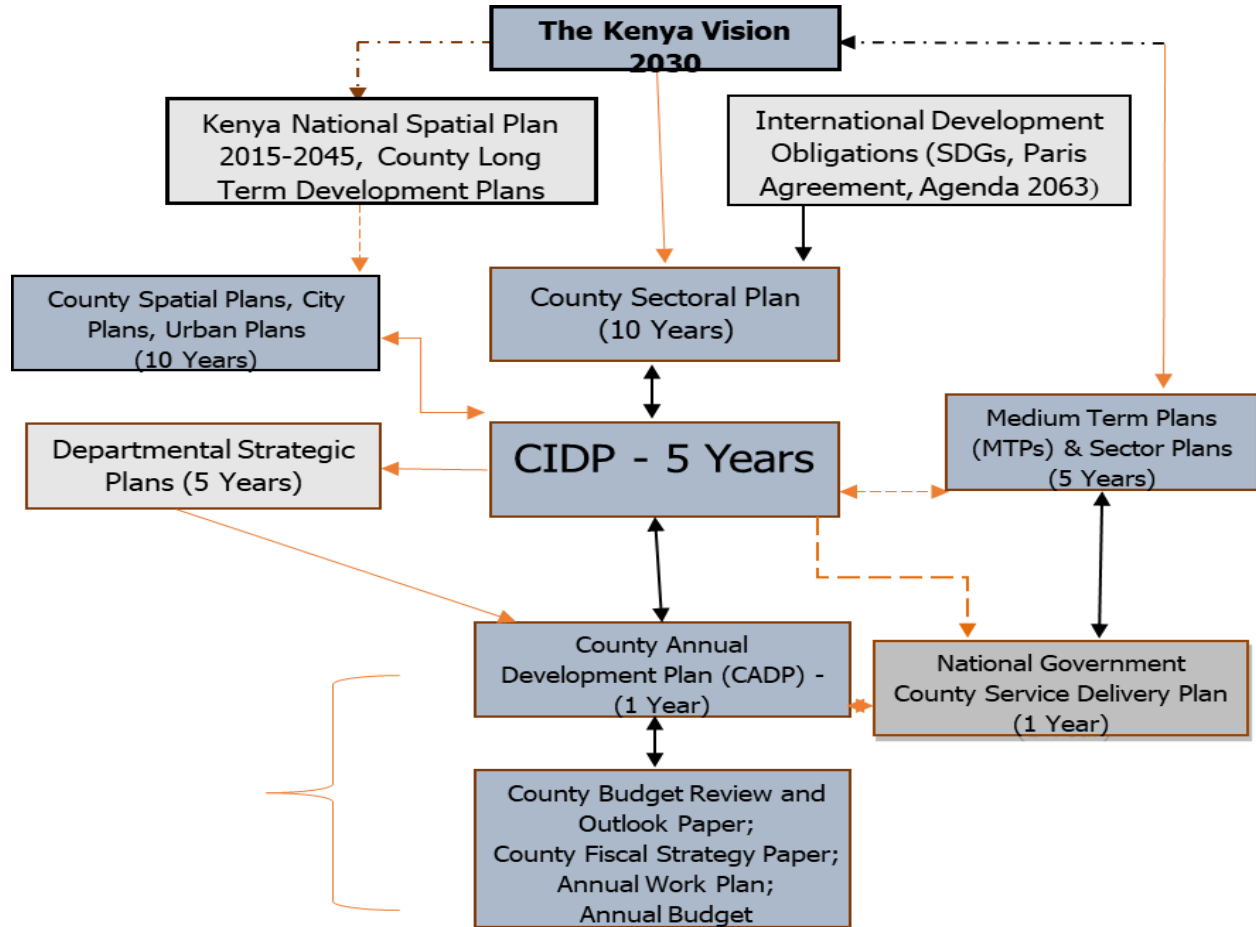 The Kenya Vision
2030
Kenya National Spatial Plan
2015-2045, County Long
Term Development Plans
International Development
Obligations (SDGs, Paris
Agreement, Agenda 2063)
County Spatial Plans, City
Plans, Urban Plans
(10 Years)
County Sectoral Plan
(10 Years)
Departmental Strategic
Plans (5 Years)
CIDP - 5 Years
Medium Term Plans
(MTPs) & Sector Plans
(5 Years)
County Annual
Development Plan (CADP) -
(1 Year)
National Government
County Service Delivery Plan
(1 Year)
County Budget Review and
Outlook Paper;
County Fiscal Strategy Paper;
Annual Work Plan;
Annual Budget